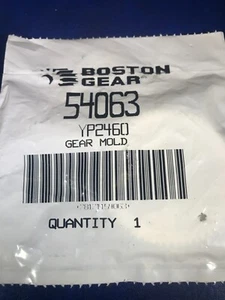 BOSTON
GEAR
54063
YP2460
GEAR MOLD
QUANTITY 1